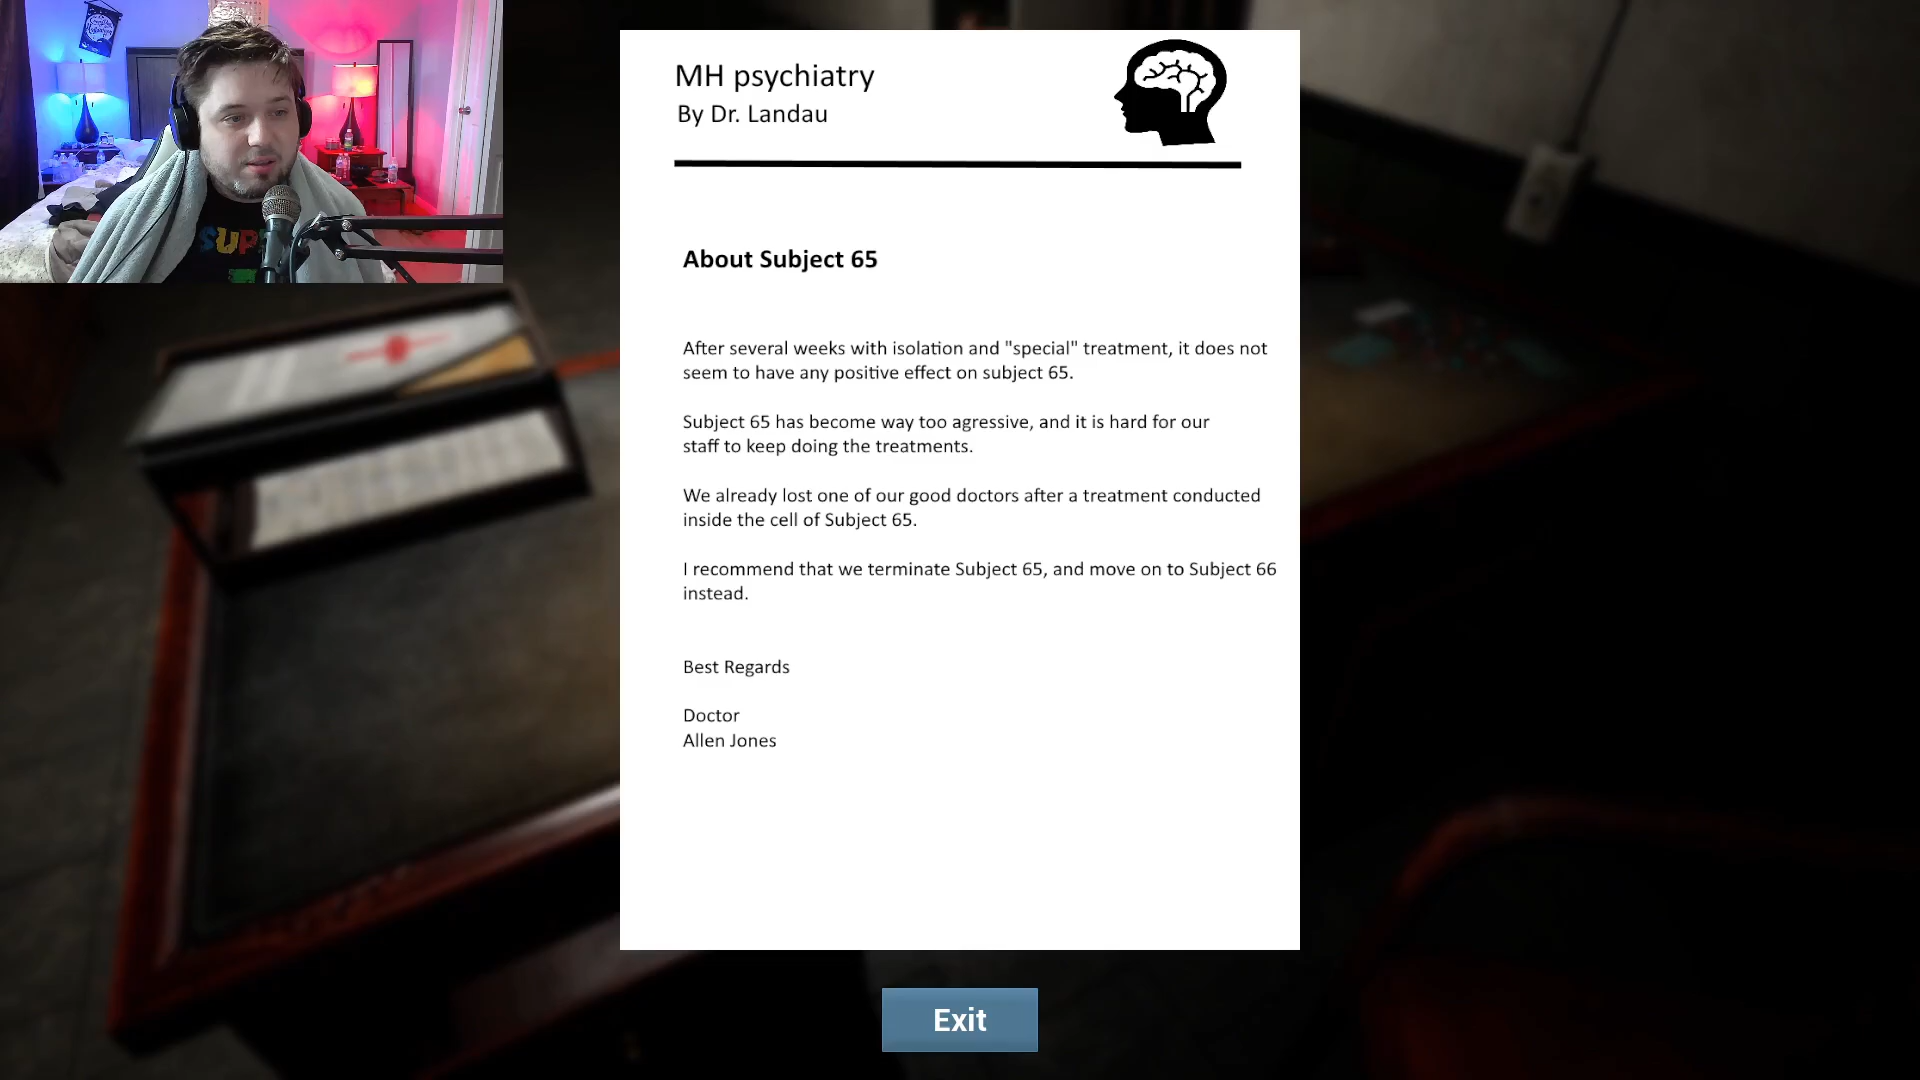 MH psychiatry
By Dr. Landau
About Subject 65
After several weeks with isolation and "special" treatment, it does not
seem to have any positive effect on subject 65.
Subject 65 has become way too agressive, and it is hard for our
staff to keep doing the treatments.
We already lost one of our good doctors after a treatment conducted
inside the cell of Subject 65.
I recommend that we terminate Subject 65, and move on to Subject 66
instead.
Best Regards
Doctor
Allen Jones
Exit
SUP